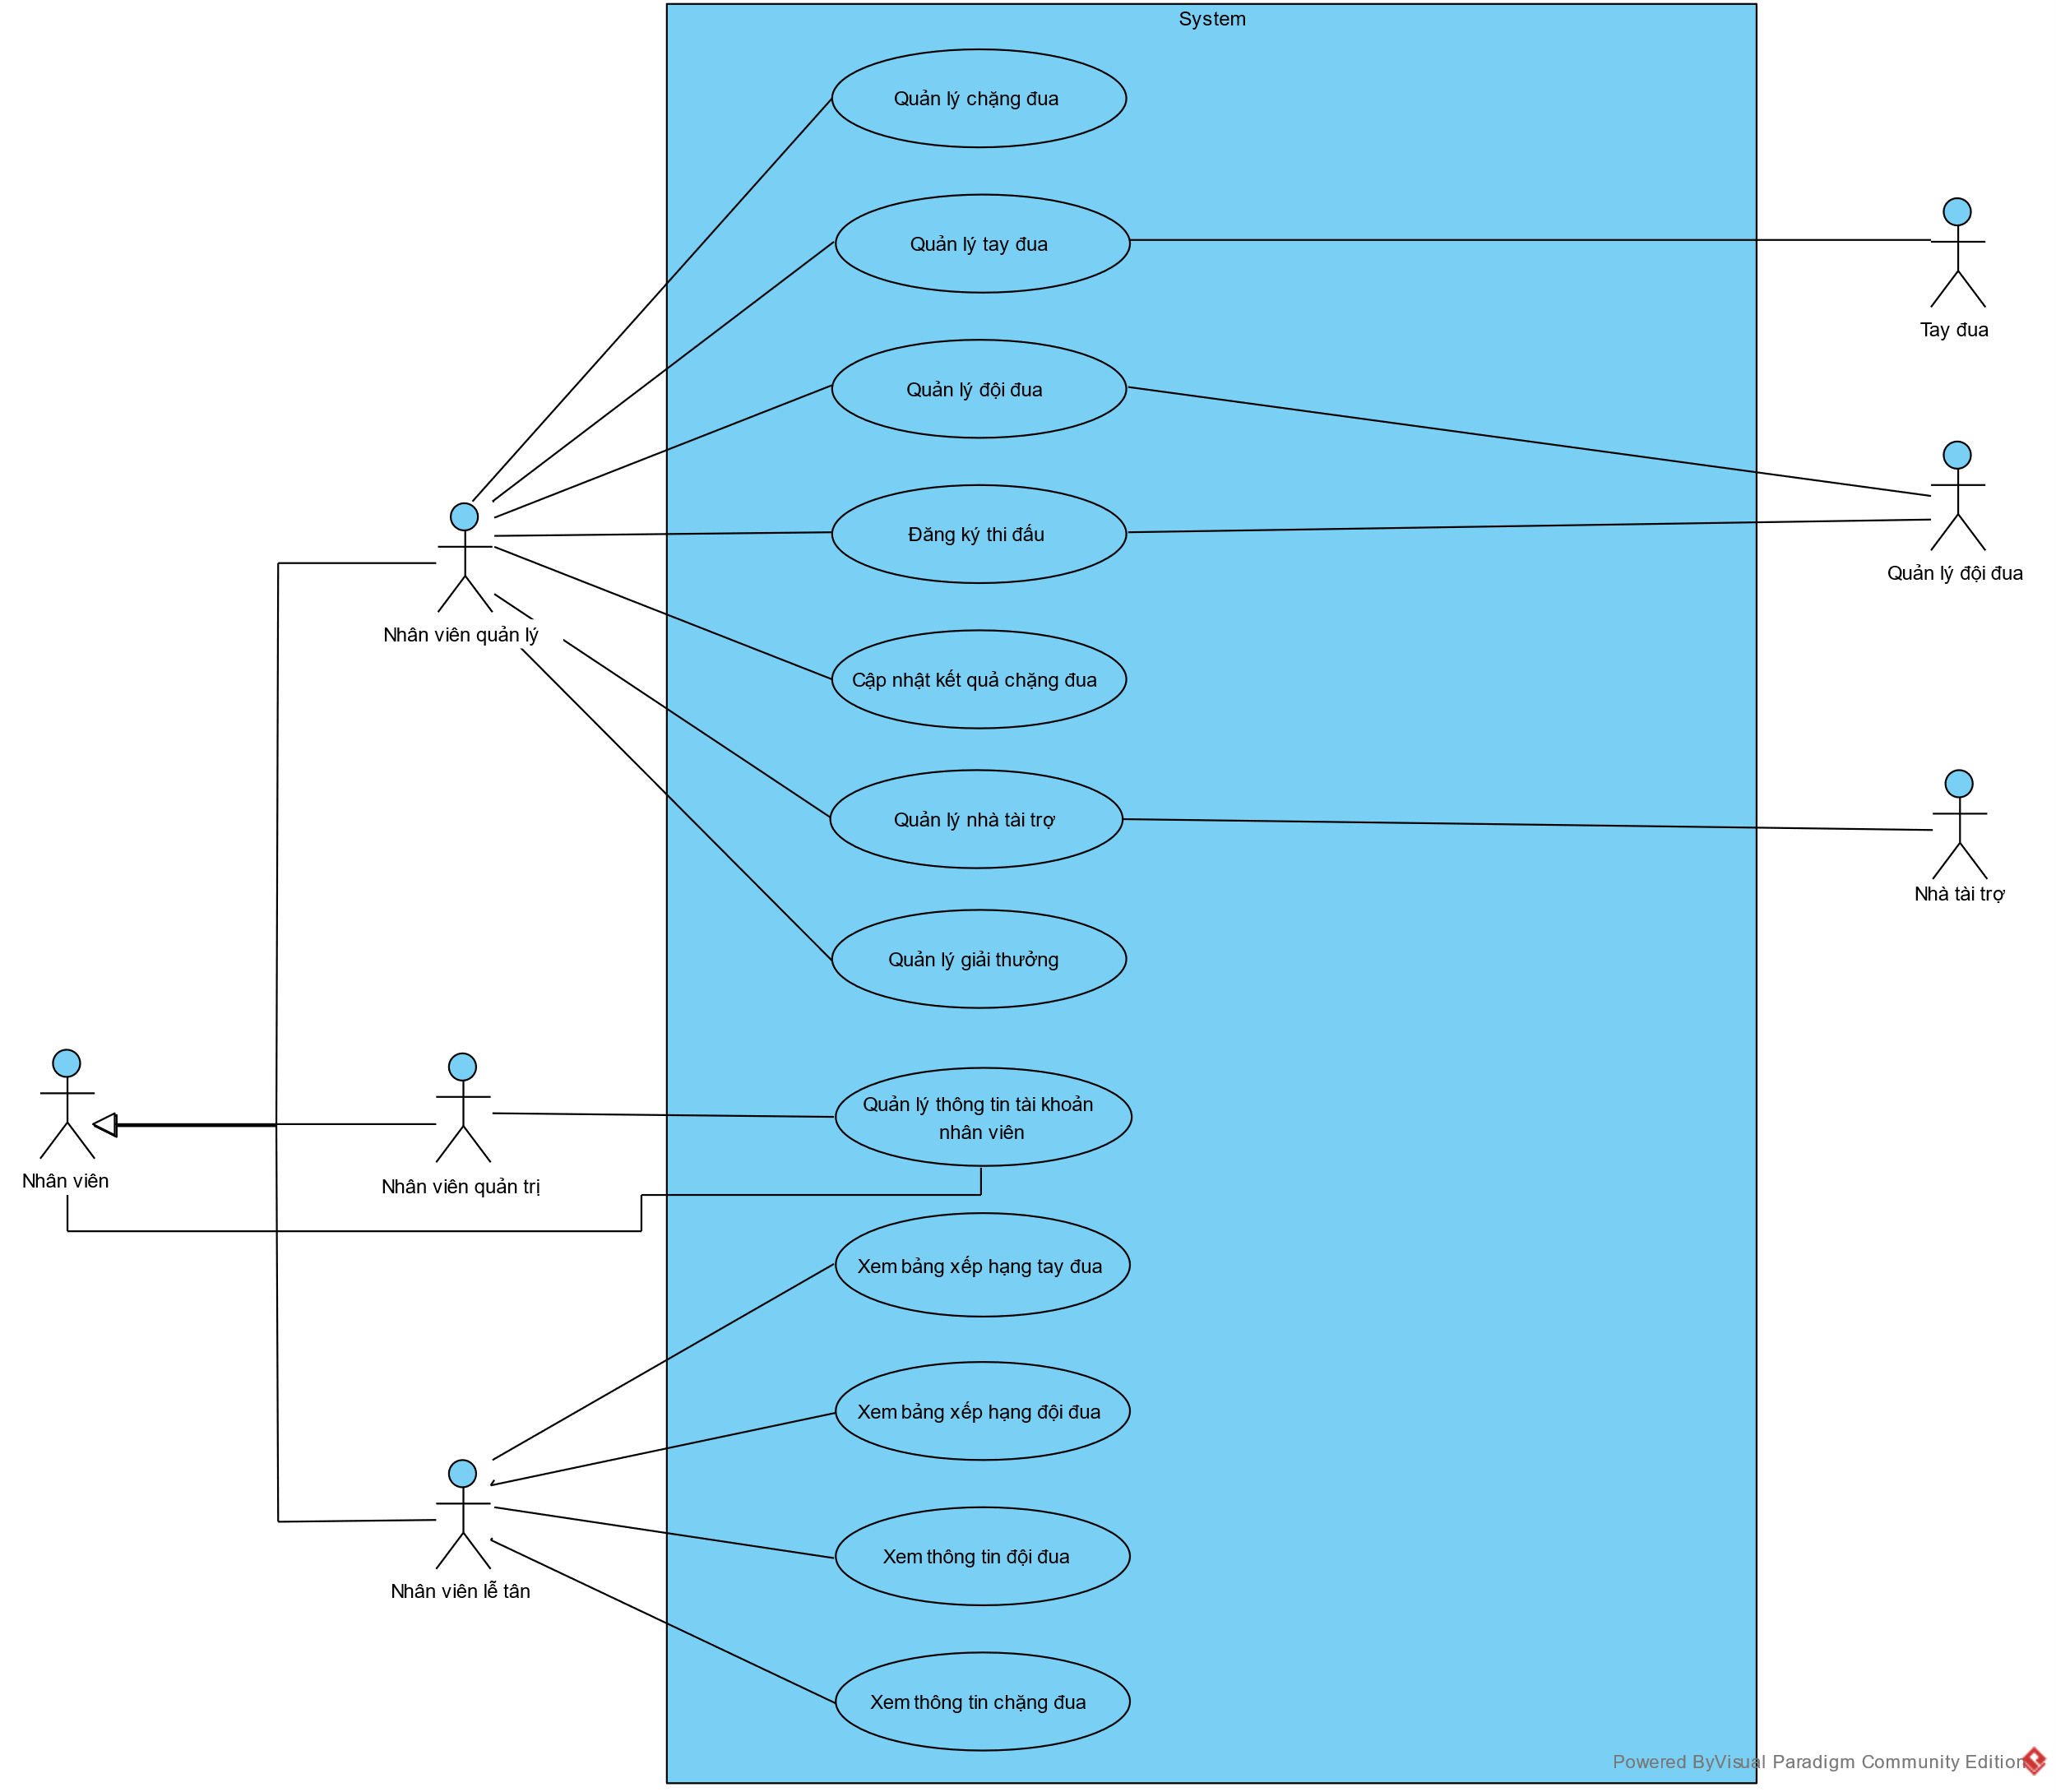 System
Quản lý chặng đua
Quản lý tay đua
Tay đua
Quản lý đội đua
Đăng ký thi đấu
Quản lý đội đua
Nhân viên quản lý
Cập nhật kết quả chặng đua
Quản lý nhà tài trợ
Nhà tài trợ
Quản lý giải thưởng
Quản lý thông tin tài khoản
nhân viên
Nhân viên
Nhân viên quản trị
Xem bảng xếp hạng tay đua
Xem bảng xếp hạng đội đua
Xem thông tin đội đua
Nhân viên lễ tân
Xem thông tin chặng đua
Powered ByVisual Paradigm Community Edition